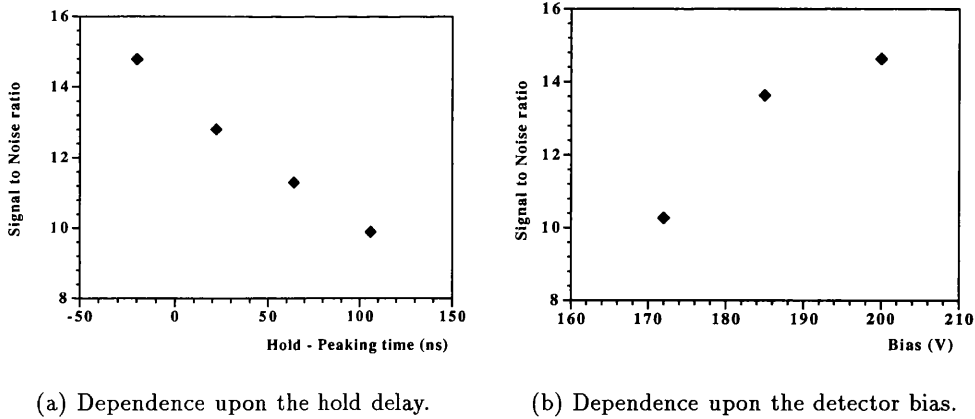 16
14
12
10
8
Signal to Noise ratio
-50 0 50 100 150
Hold - Peaking time (ns)
16
14
12
10
8
Signal to Noise ratio
160 170 180 190 200 210
Bias (V)
(a) Dependence upon the hold delay.
(b) Dependence upon the detector bias.